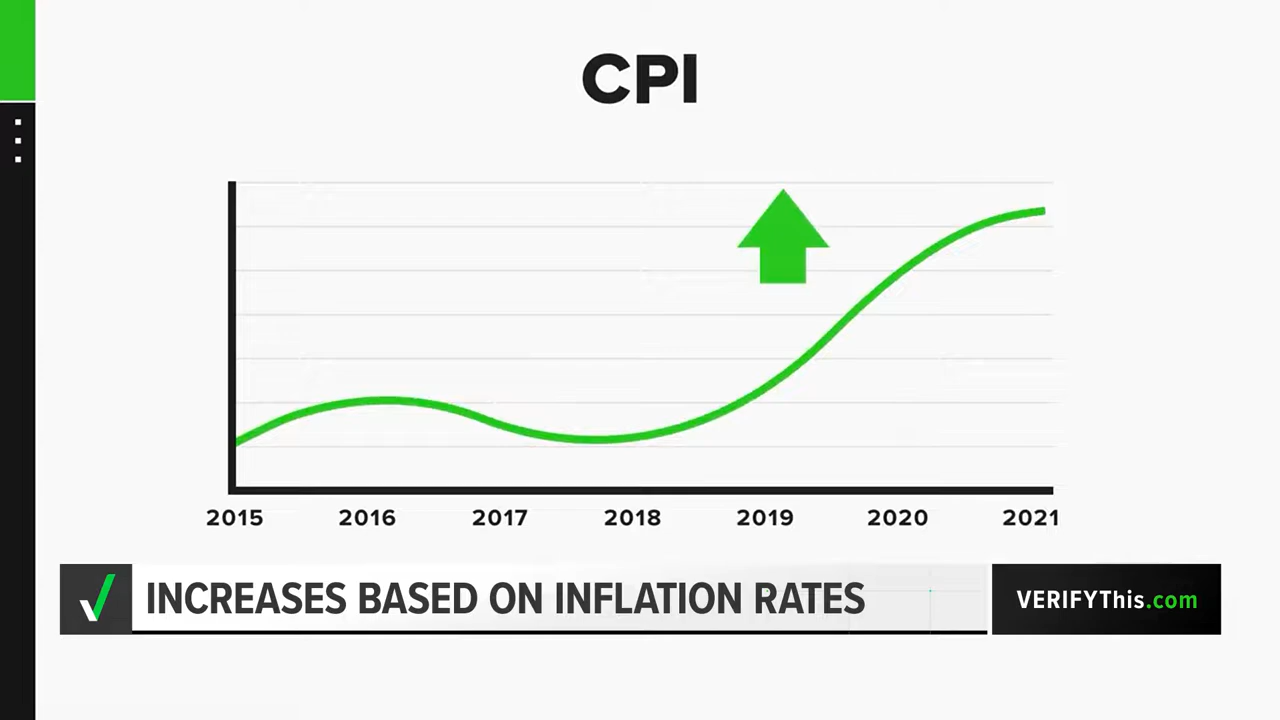 CPI
2015 2016 2017 2018 2019 2020 2021
INCREASES BASED ON INFLATION RATES
VERIFYThis.com